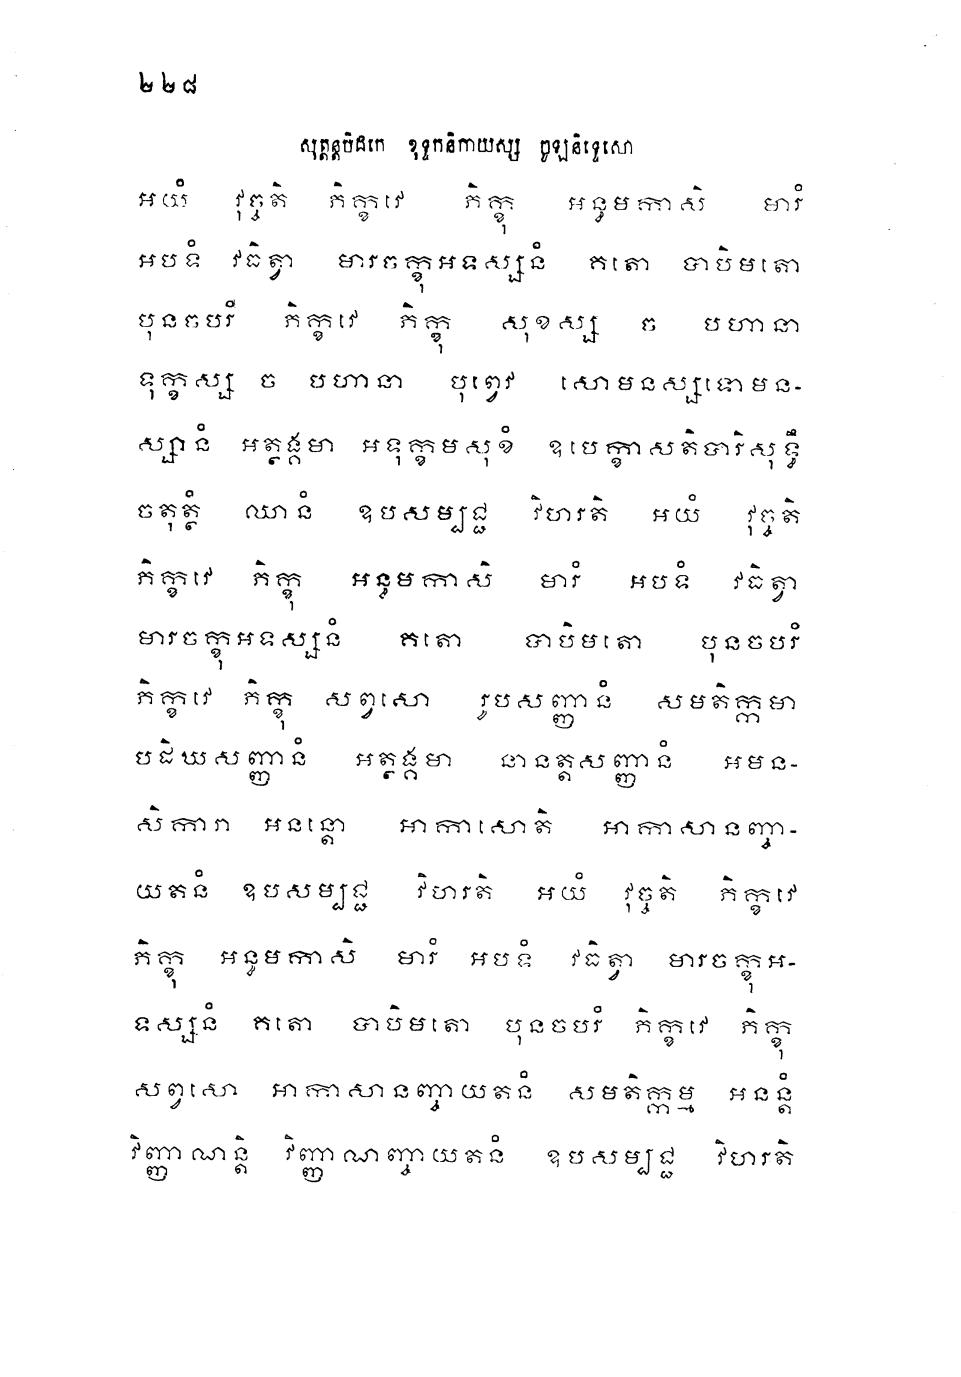 ២២៨
សុត្តន្តបិដកេ ខុទ្ទកនិកាយស្ស ចូឡនិទ្ទេសោ
អយំ វុច្ចតិ ភិក្ខវេ ភិក្ខុ អន្ធមកាសិ មារំ
អបទំ វធិត្វា មារចក្ខុអទស្សនំ គតោ បាបិមតោ
បុនចបរំ ភិក្ខវេ ភិក្ខុ សុខស្ស ច បហានា
ទុក្ខស្ស ច បហានា បុព្វេវ សោមនស្សទោមន-
ស្សានំ អត្ថង្គមា អទុក្ខមសុខំ ឧបេក្ខាសតិបារិសុទ្ធឹ
ចតុត្ថំ ឈានំ ឧបសម្បជ្ជ វិហរតិ អយំ វុច្ចតិ
ភិក្ខវេ ភិក្ខុ អន្ធមកាសិ មារំ អបទំ វធិត្វា
មារចក្ខុអទស្សនំ គតោ បាបិមតោ បុនចបរំ
ភិក្ខវេ ភិក្ខុ សព្វសោ រូបសញ្ញានំ សមតិក្កមា
បដិឃសញ្ញានំ អត្ថង្គមា នានត្តសញ្ញានំ អមន-
សិការា អនន្តោ អាកាសោតិ អាកាសានញ្ចា-
យតនំ ឧបសម្បជ្ជ វិហរតិ អយំ វុច្ចតិ ភិក្ខវេ
ភិក្ខុ អន្ធមកាសិ មារំ អបទំ វធិត្វា មារចក្ខុអ-
ទស្សនំ គតោ បាបិមតោ បុនចបរំ ភិក្ខវេ ភិក្ខុ
សព្វសោ អាកាសានញ្ចាយតនំ សមតិក្កម្ម អនន្តំ
វិញ្ញាណន្តិ វិញ្ញាណញ្ចាយតនំ ឧបសម្បជ្ជ វិហរតិ